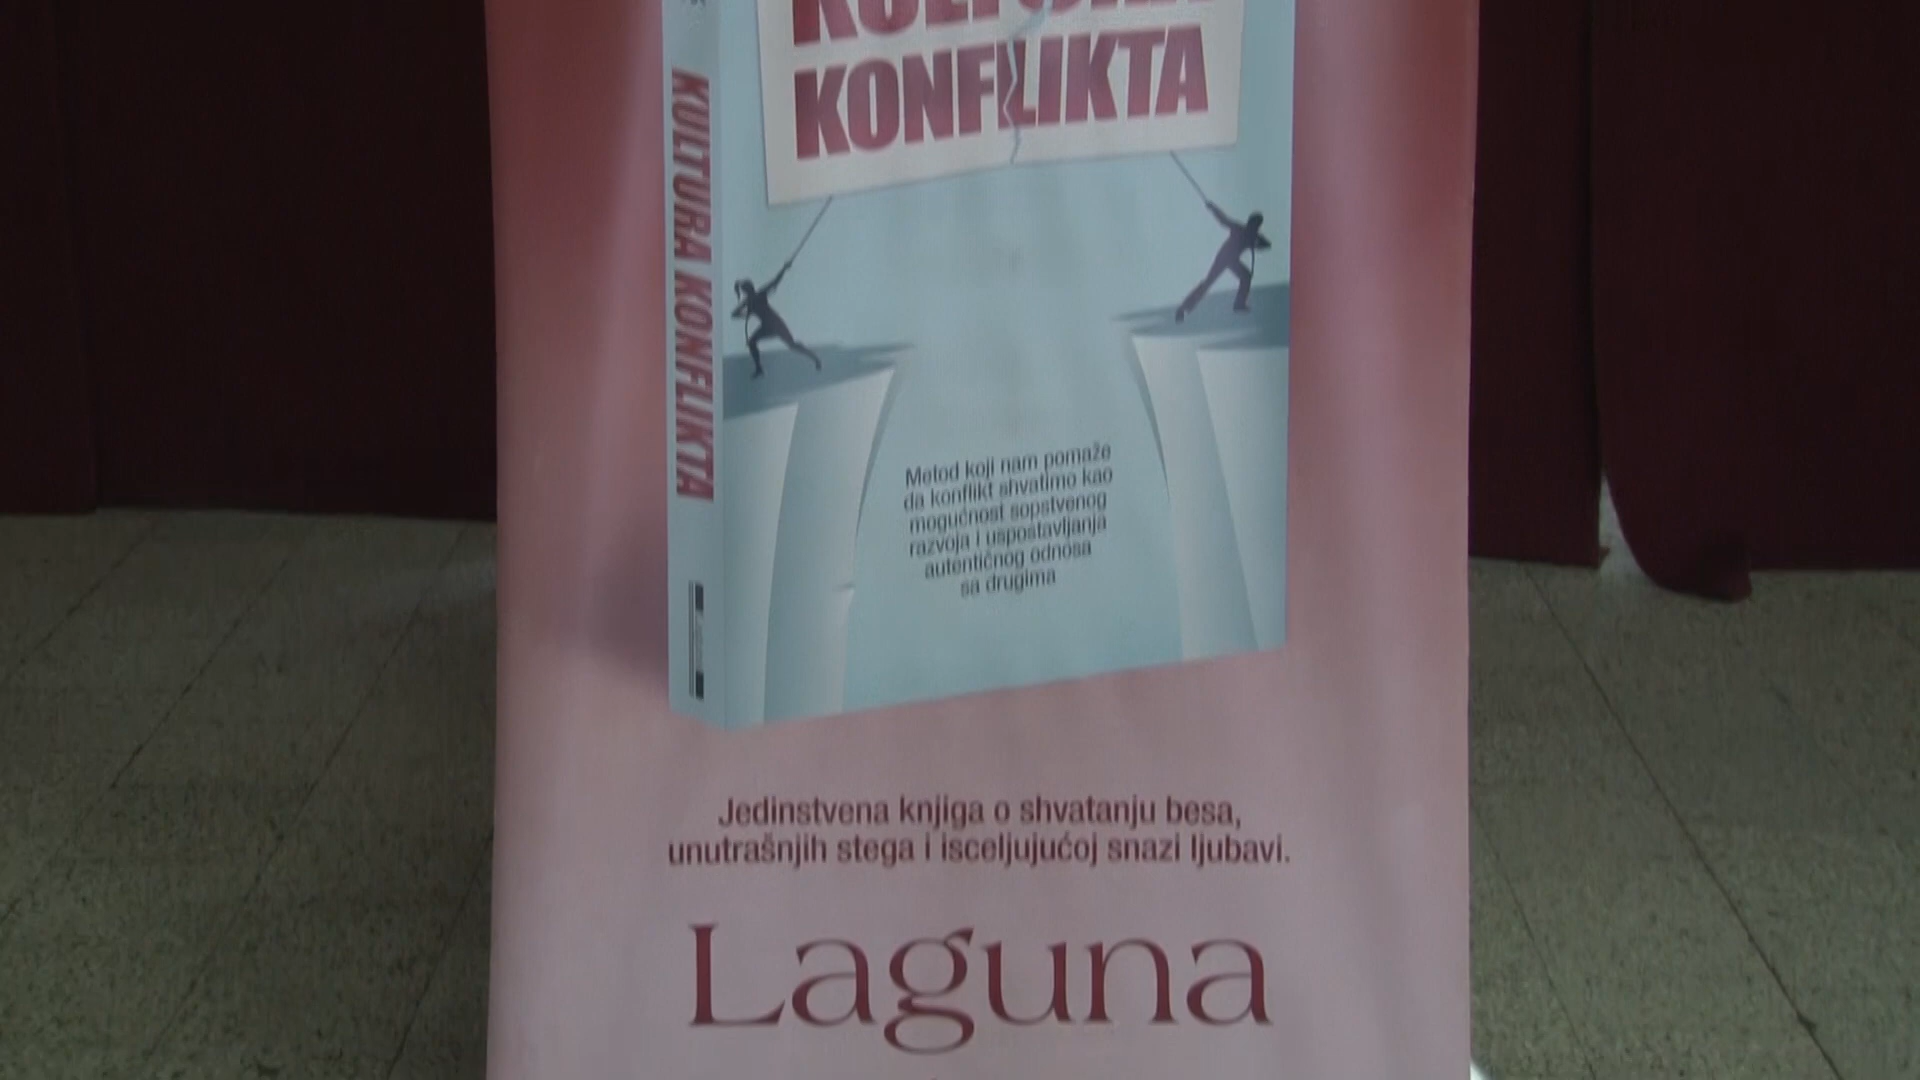 KULTURA
KONFLIKTA
KULTURA KONFLIKTA
Metod koji nam pomaže
da konflikt shvatimo kao
mogućnost sopstvenog
razvoja i uspostavljanja
autentičnog odnosa
sa drugima
Jedinstvena knjiga o shvatanju besa,
unutrašnjih stega i isceljujućoj snazi ljubavi.
Laguna